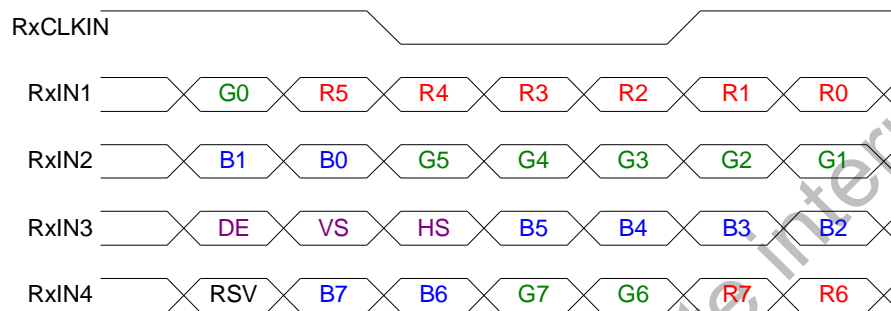 RxCLKIN
RxIN1 G0 R5 R4 R3 R2 R1 R0
RxIN2 B1 B0 G5 G4 G3 G2 G1
RxIN3 DE VS HS B5 B4 B3 B2
RxIN4 RSV B7 B6 G7 G6 R7 R6